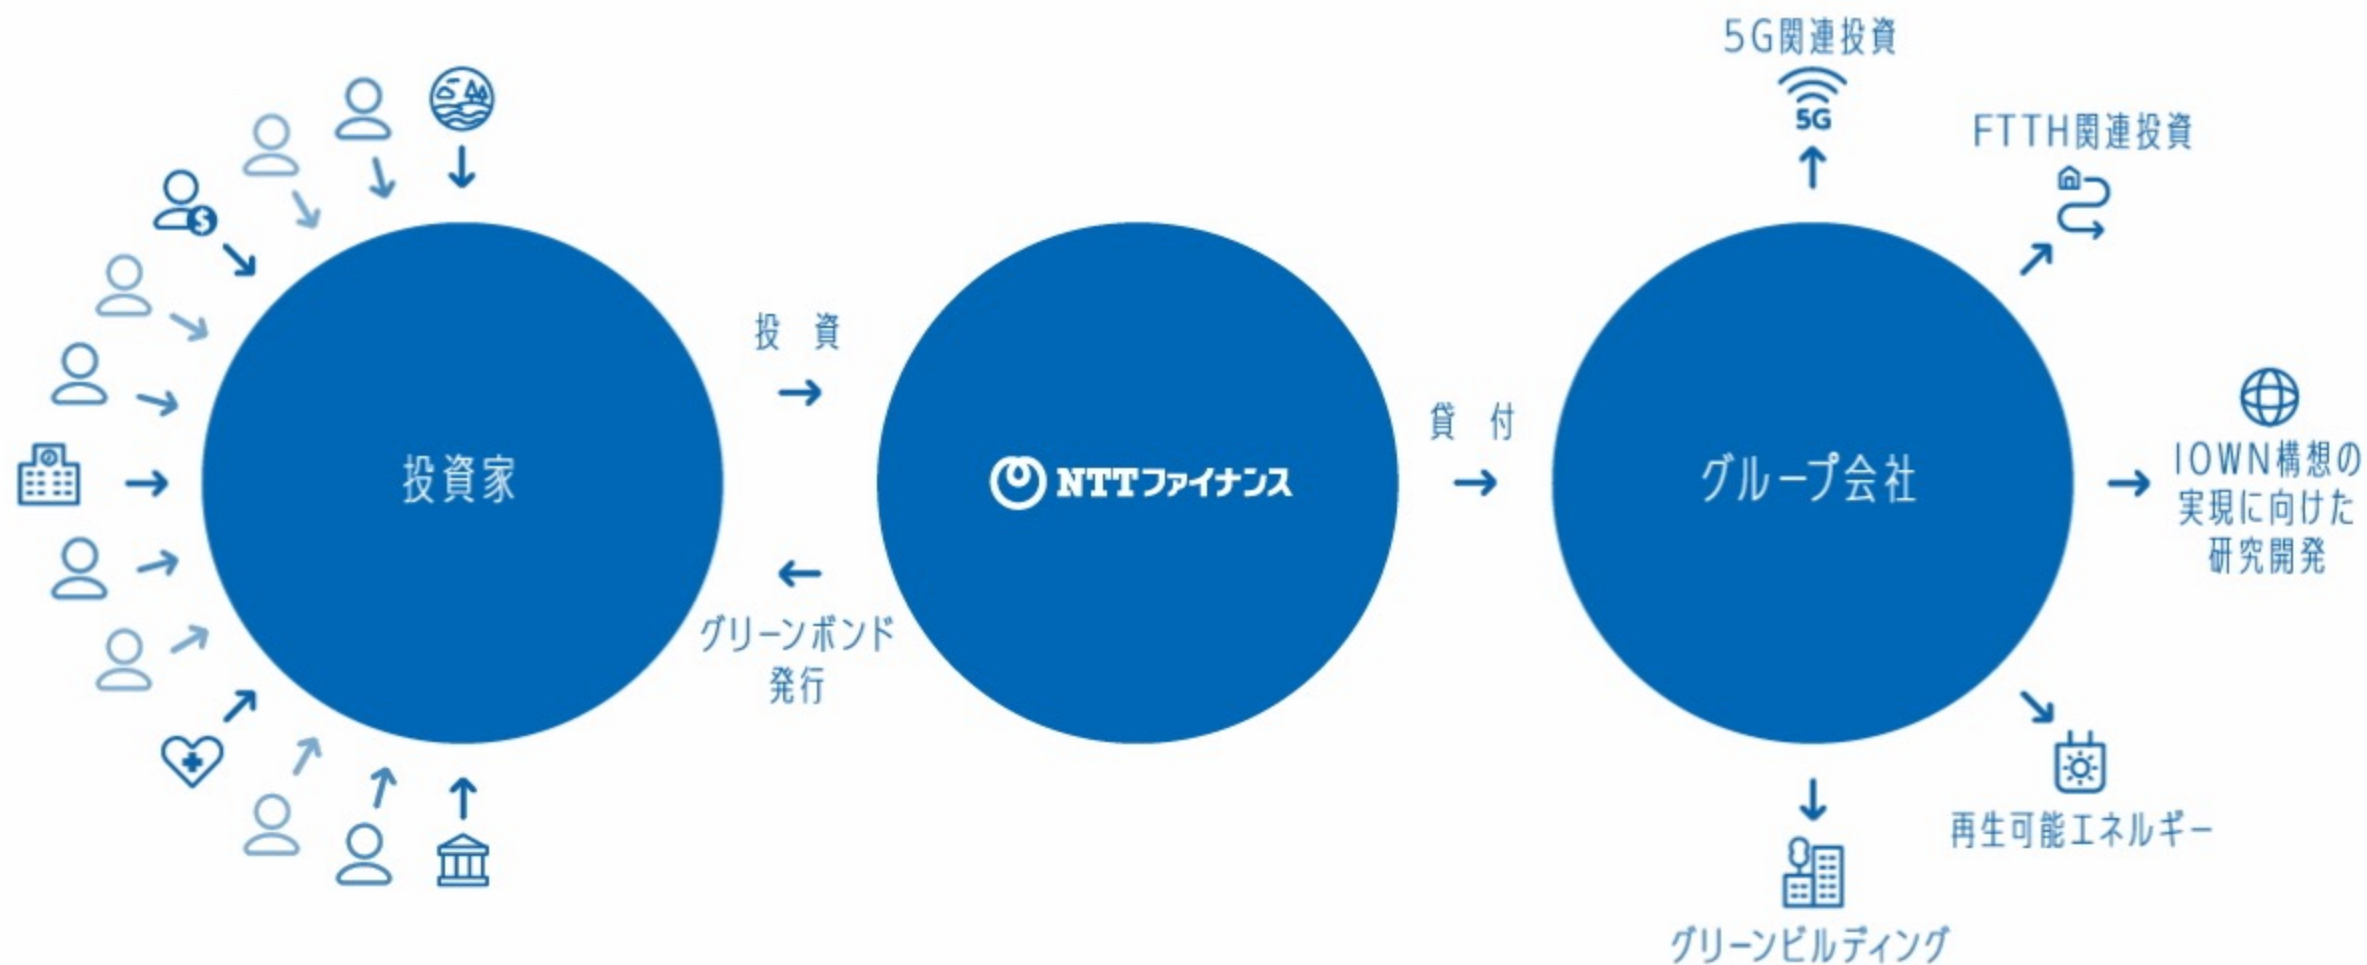 投資家
投資
グリーンボンド
発行
NTTファイナンス
貸付
グループ会社
5G関連投資
5G
FTTH関連投資
IOWN構想の
実現に向けた
研究開発
再生可能エネルギー
グリーンビルディング